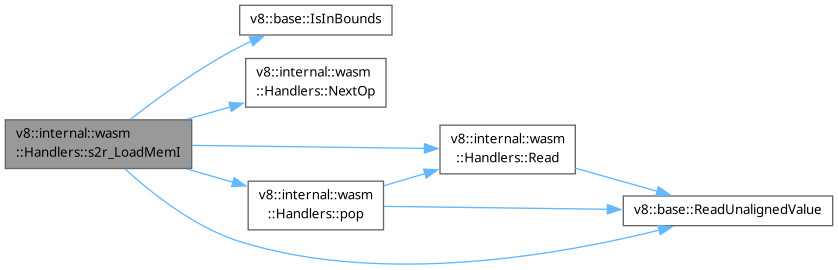 v8::base::IsInBounds
v8::internal::wasm
::Handlers::NextOp
v8::internal::wasm
::Handlers::s2r_LoadMemI
v8::internal::wasm
::Handlers::Read
v8::internal::wasm
::Handlers::pop
v8::base::ReadUnalignedValue